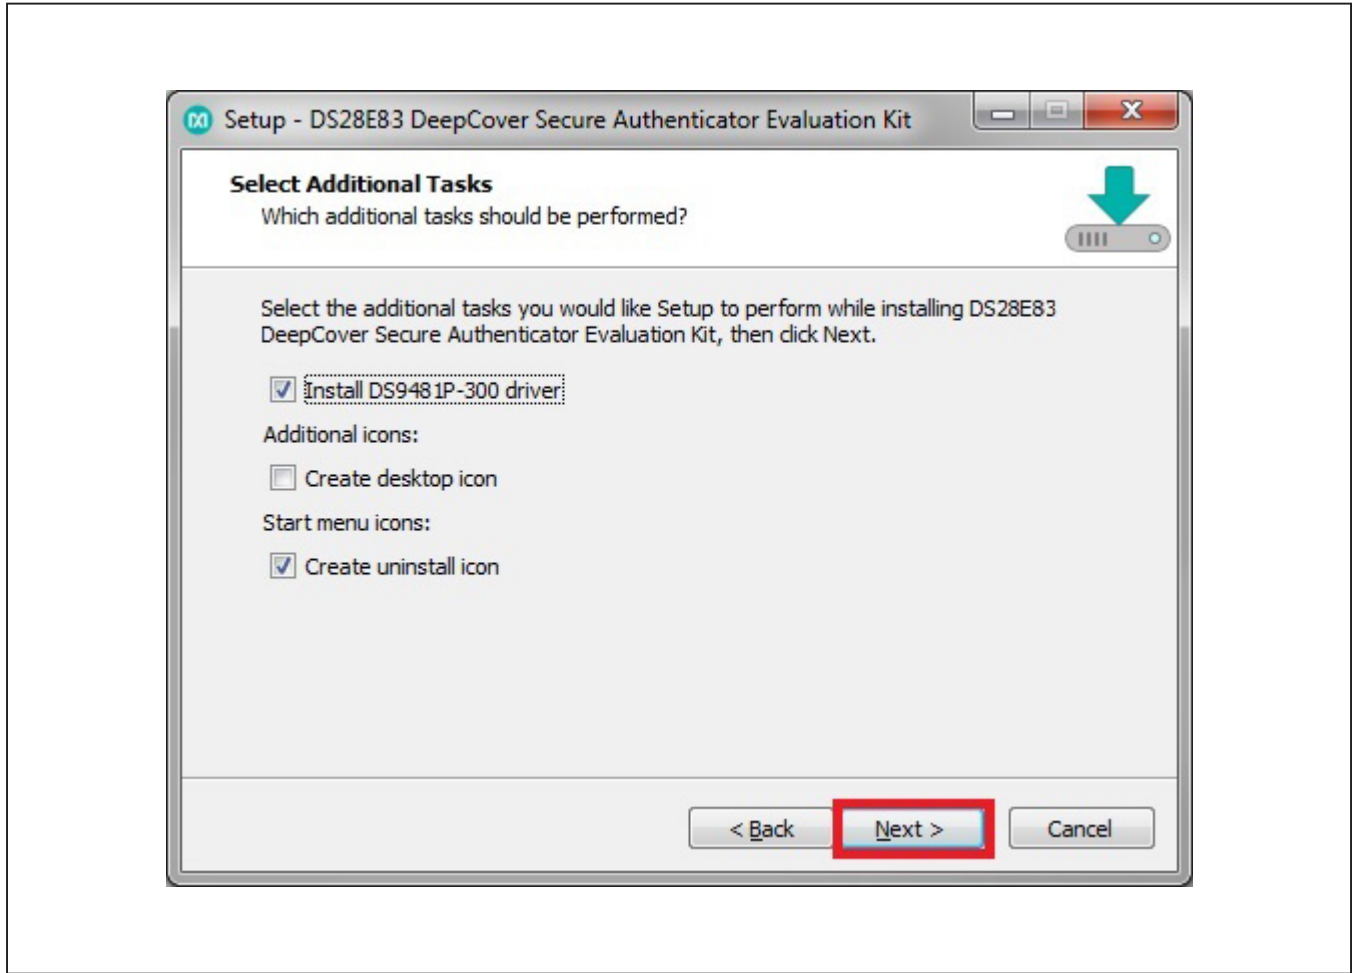 Setup - DS28E83 DeepCover Secure Authenticator Evaluation Kit
Select Additional Tasks
Which additional tasks should be performed?
Select the additional tasks you would like Setup to perform while installing DS28E83
DeepCover Secure Authenticator Evaluation Kit, then click Next.
Install DS9481P-300 driver
Additional icons:
Create desktop icon
Start menu icons:
Create uninstall icon
< Back Next > Cancel